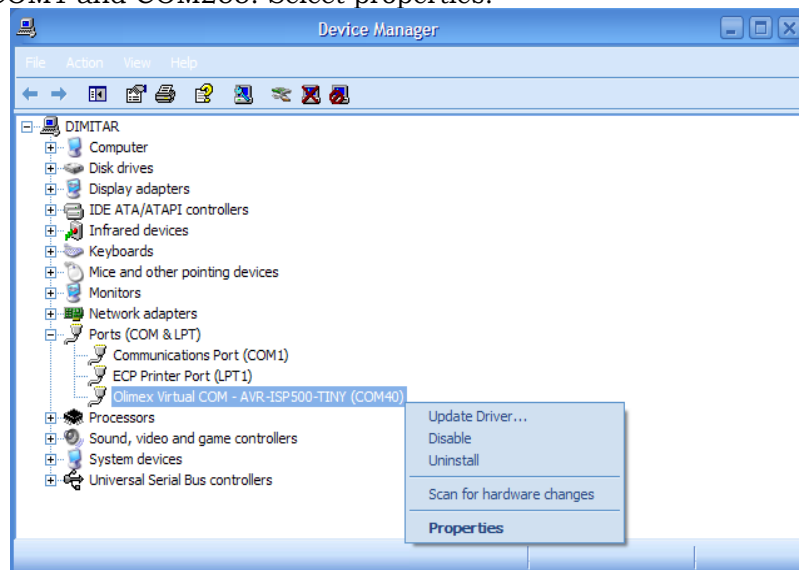 COM1 and COM255. Select properties.
Device Manager
File Action View Help
DIMITAR
Computer
Disk drives
Display adapters
IDE ATA/ATAPI controllers
Infrared devices
Keyboards
Mice and other pointing devices
Monitors
Network adapters
Ports (COM & LPT)
Communications Port (COM1)
ECP Printer Port (LPT1)
Olimex Virtual COM - AVR-ISP500-TINY (COM40)
Update Driver...
Processors
Disable
Sound, video and game controllers
Uninstall
System devices
Universal Serial Bus controllers
Scan for hardware changes
Properties